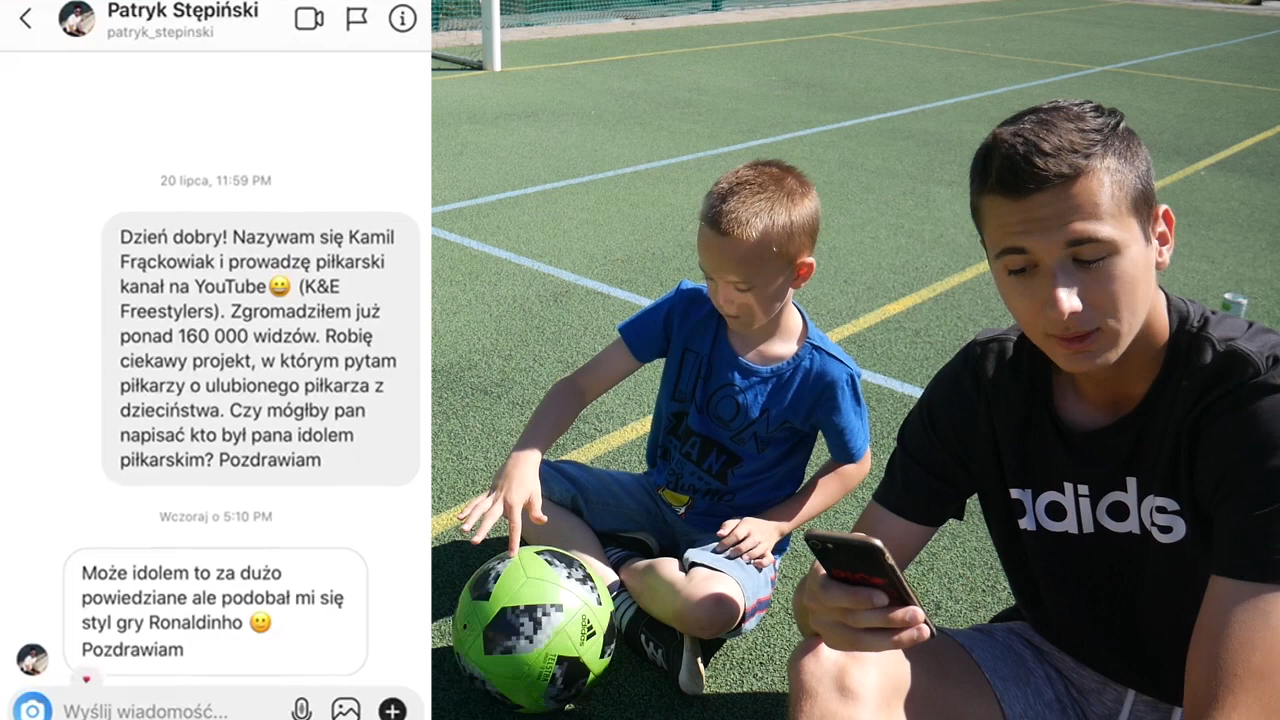 Patryk Stępiński
patryk_stepinski
20 lipca, 11:59 PM
Dzień dobry! Nazywam się Kamil
Frąckowiak i prowadzę piłkarski
kanał na YouTube😀 (K&E
Freestylers). Zgromadziłem już
ponad 160 000 widzów. Robię
ciekawy projekt, w którym pytam
piłkarzy o ulubionego piłkarza z
dzieciństwa. Czy mógłby pan
napisać kto był pana idolem
piłkarskim? Pozdrawiam
Wczoraj o 5:10 PM
Może idolem to za dużo
powiedziane ale podobał mi się
styl gry Ronaldinho 🙂
Pozdrawiam
Wyślij wiadomość...
adidas
adidas
TELSTAR